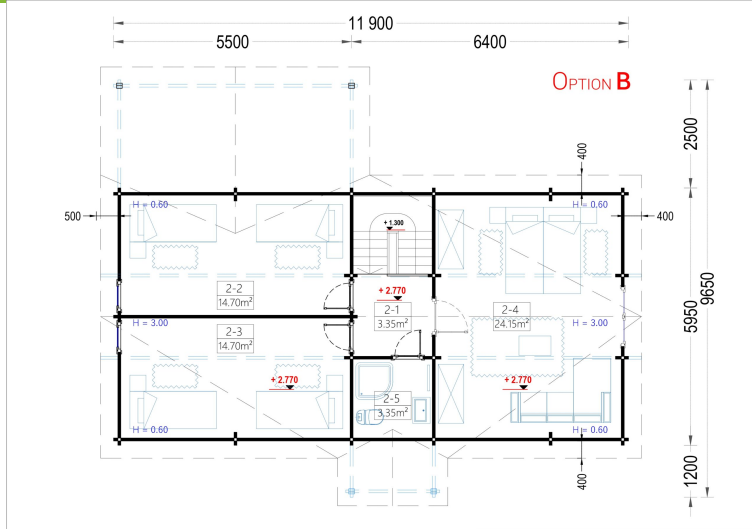 11 900
5500
6400
OPTION B
2500
400
500
H = 0.60
+ 1.300
H = 0.60
400
+ 2.770
2-2
14.70m²
2-1
3.35m²
2-4
24.15m²
5950
9650
H = 3.00
2-3
14.70m²
H = 3.00
+ 2.770
+ 2.770
2-5
3.35m²
H = 0.60
H = 0.60
400
1200